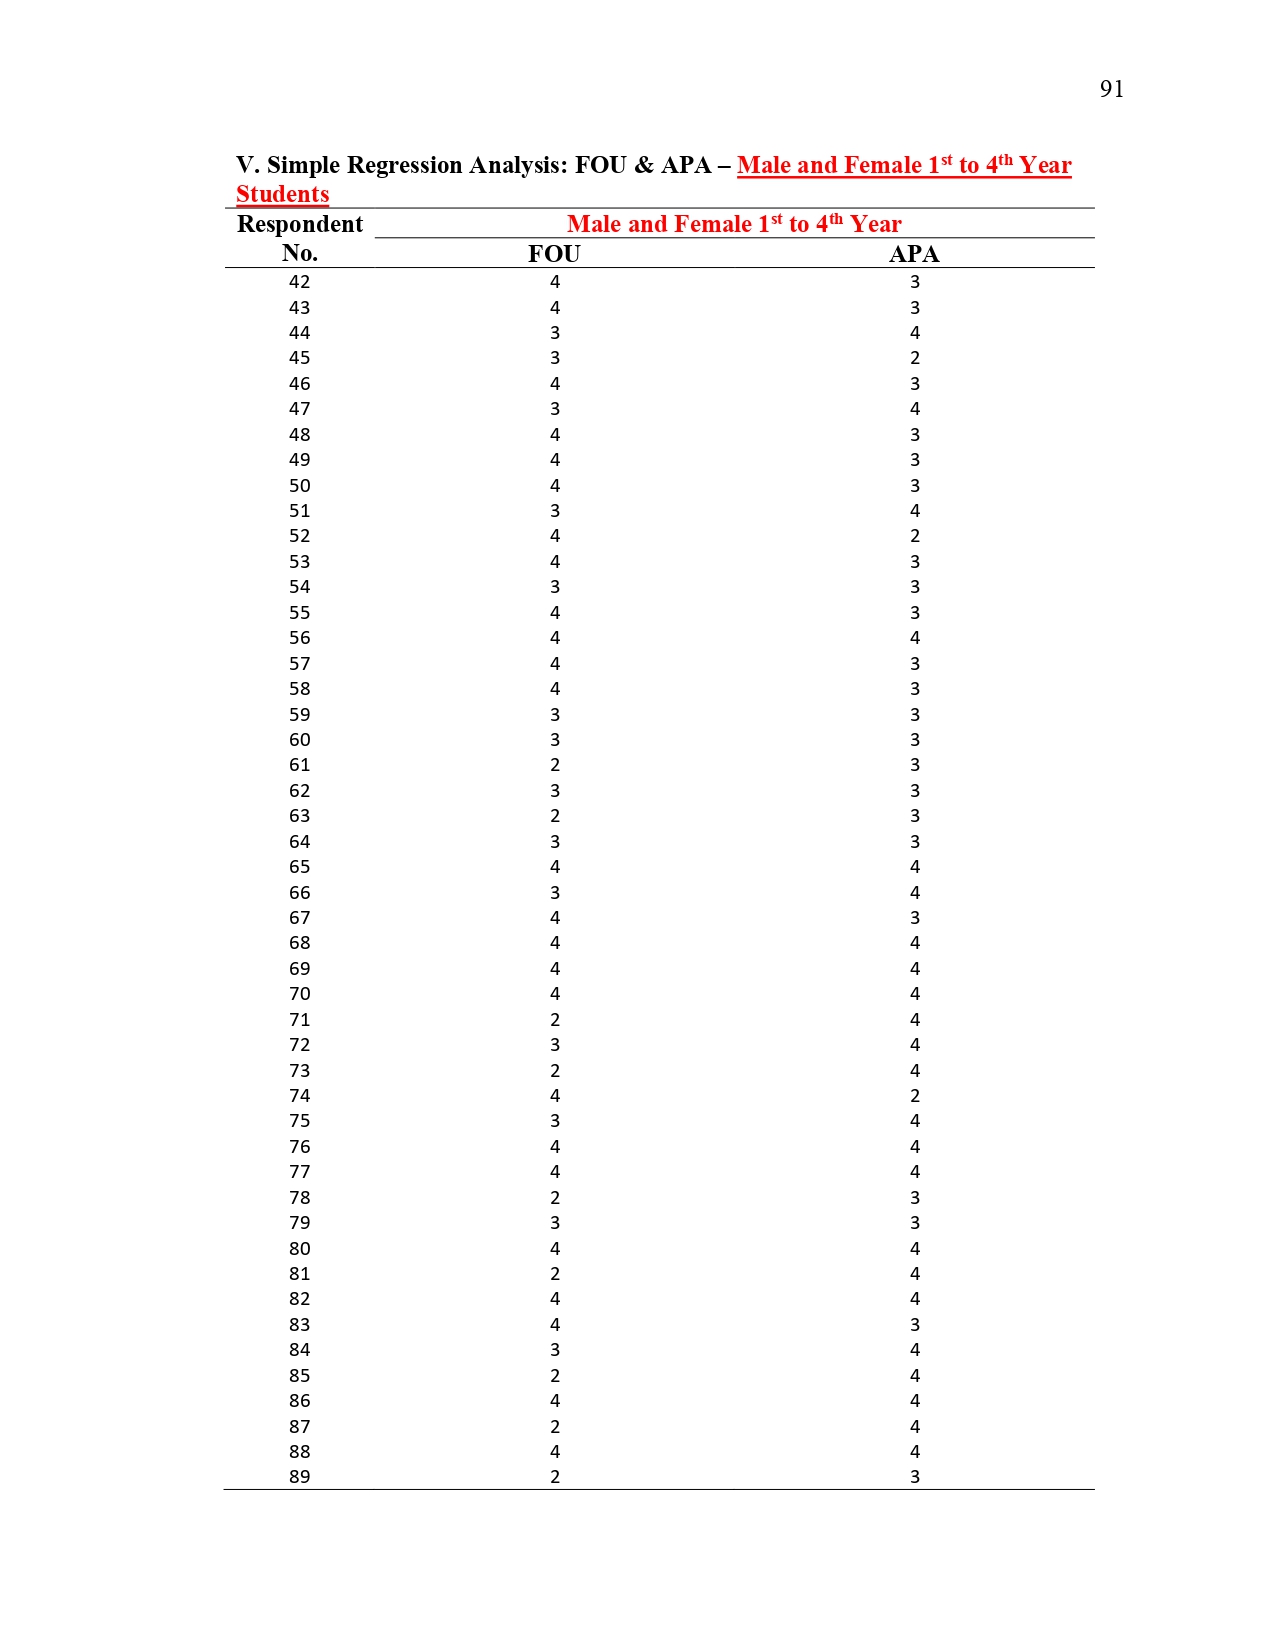 91
V. Simple Regression Analysis: FOU & APA – Male and Female 1st to 4th Year
Students
Respondent No. Male and Female 1st to 4th Year
FOU APA
42 4 3
43 4 3
44 3 4
45 3 2
46 4 3
47 3 4
48 4 3
49 4 3
50 4 3
51 3 4
52 4 2
53 4 3
54 3 3
55 4 3
56 4 4
57 4 3
58 4 3
59 3 3
60 3 3
61 2 3
62 3 3
63 2 3
64 3 3
65 4 4
66 3 4
67 4 3
68 4 4
69 4 4
70 4 4
71 2 4
72 3 4
73 2 4
74 4 2
75 3 4
76 4 4
77 4 4
78 2 3
79 3 3
80 4 4
81 2 4
82 4 4
83 4 3
84 3 4
85 2 4
86 4 4
87 2 4
88 4 4
89 2 3